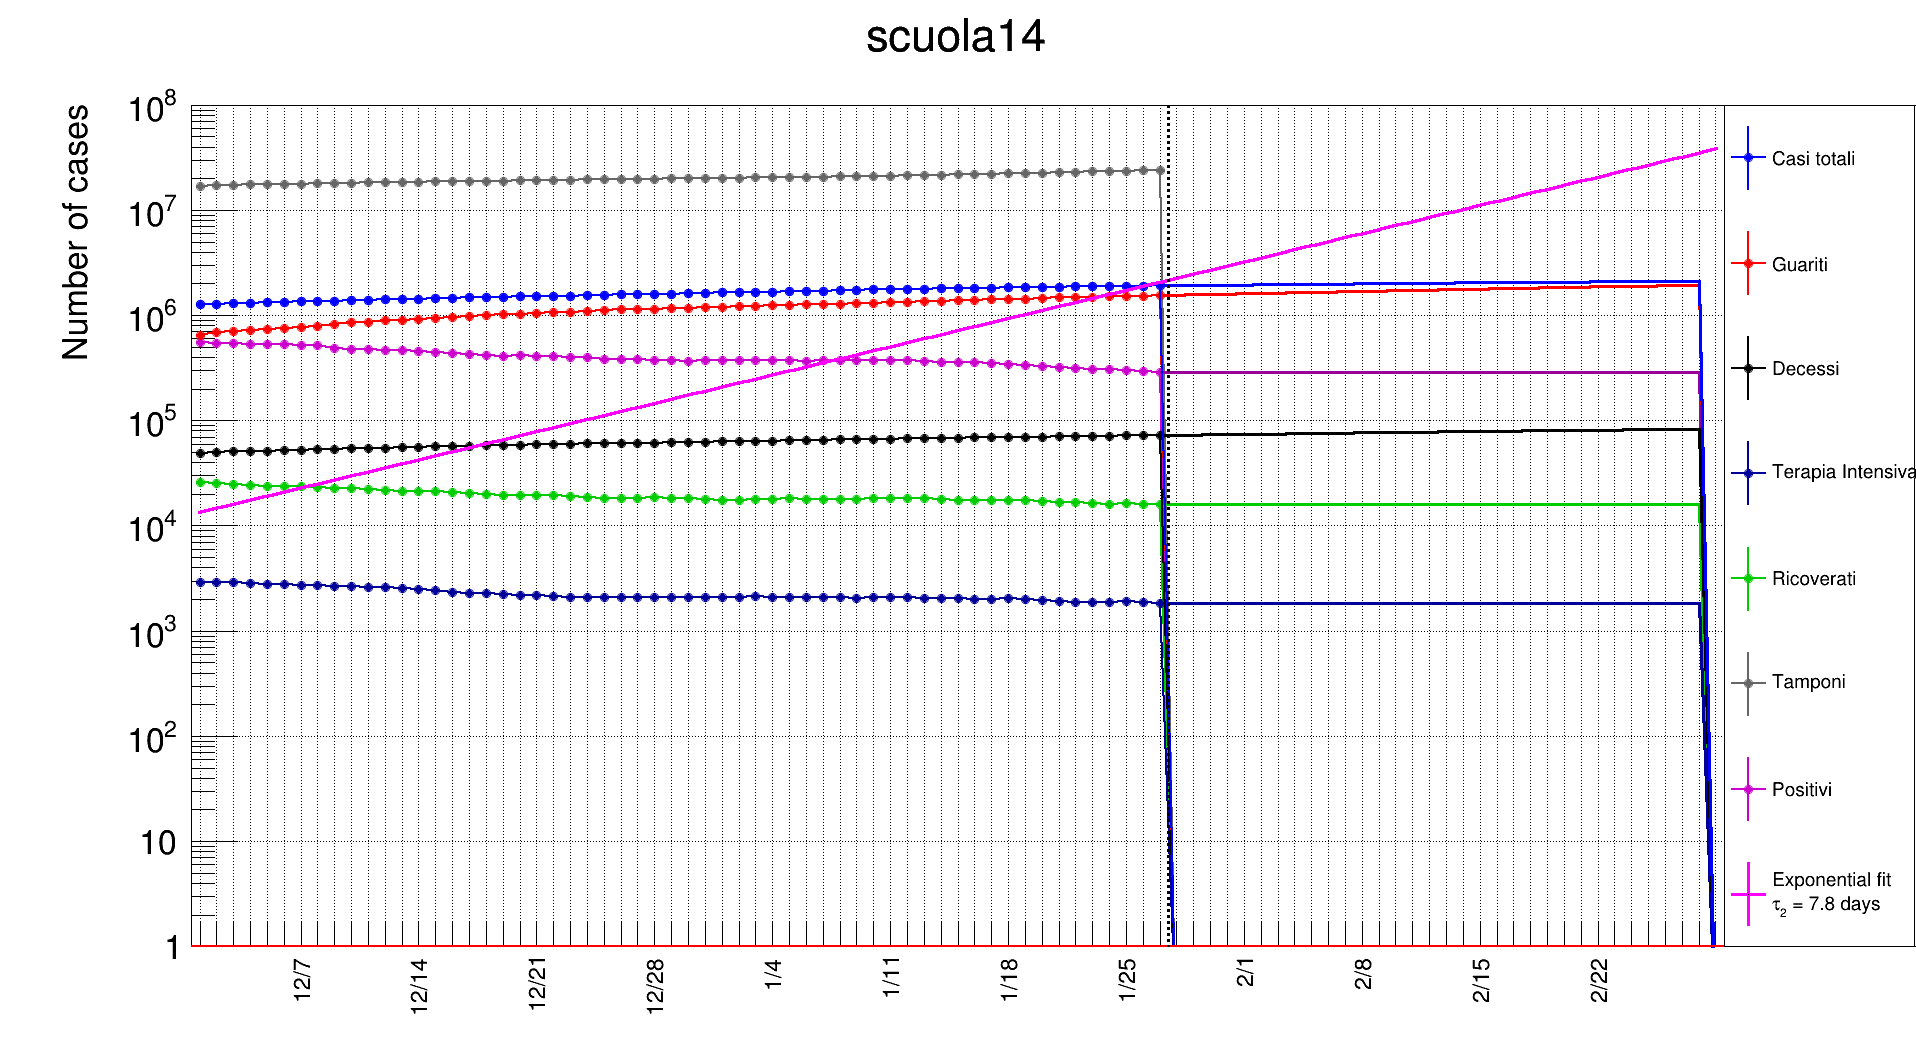 scuola14
Number of cases
10^8
10^7
10^6
10^5
10^4
10^3
10^2
10
1
12/7
12/14
12/21
12/28
1/4
1/11
1/18
1/25
2/1
2/8
2/15
2/22
Casi totali
Guariti
Decessi
Terapia Intensiva
Ricoverati
Tamponi
Positivi
Exponential fit
τ₂ = 7.8 days